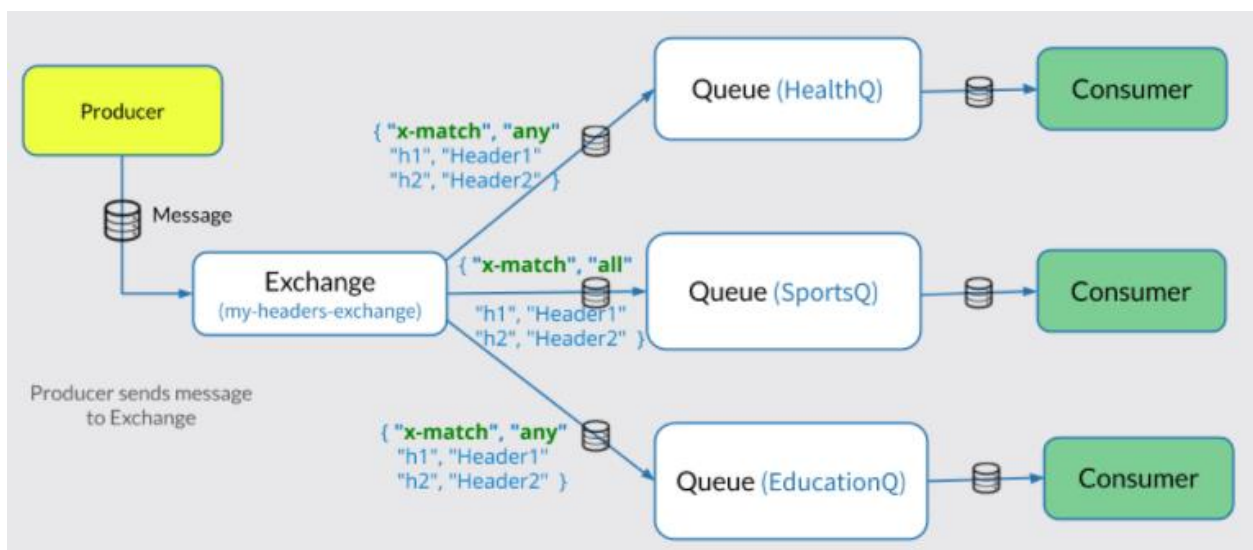 Producer
Message
Exchange
(my-headers-exchange)
Producer sends message
to Exchange
{ "x-match", "any"
"h1", "Header1"
"h2", "Header2" }
Queue (HealthQ)
Consumer
{ "x-match", "all"
"h1", "Header1"
"h2", "Header2" }
Queue (SportsQ)
Consumer
{ "x-match", "any"
"h1", "Header1"
"h2", "Header2" }
Queue (EducationQ)
Consumer